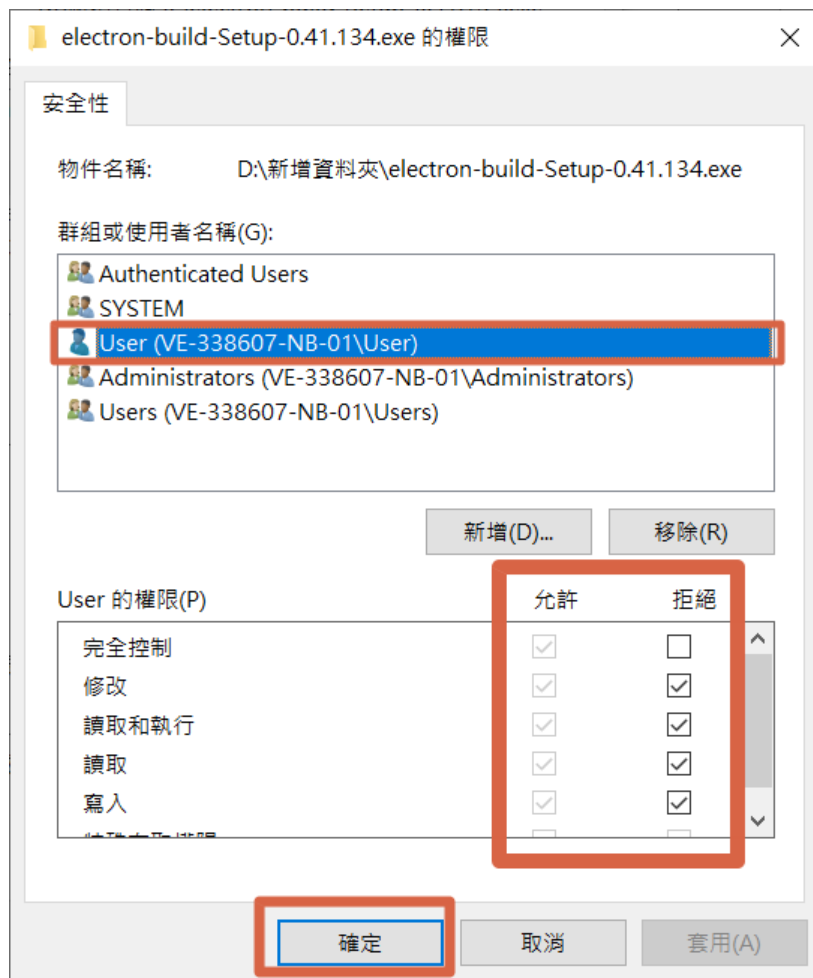 electron-build-Setup-0.41.134.exe 的權限
安全性
物件名稱: D:\新增資料夾\electron-build-Setup-0.41.134.exe
群組或使用者名稱(G):
Authenticated Users
SYSTEM
User (VE-338607-NB-01\User)
Administrators (VE-338607-NB-01\Administrators)
Users (VE-338607-NB-01\Users)
新增(D)... 移除(R)
User 的權限(P) 允許 拒絕
完全控制
修改
讀取和執行
讀取
寫入
確定 取消 套用(A)